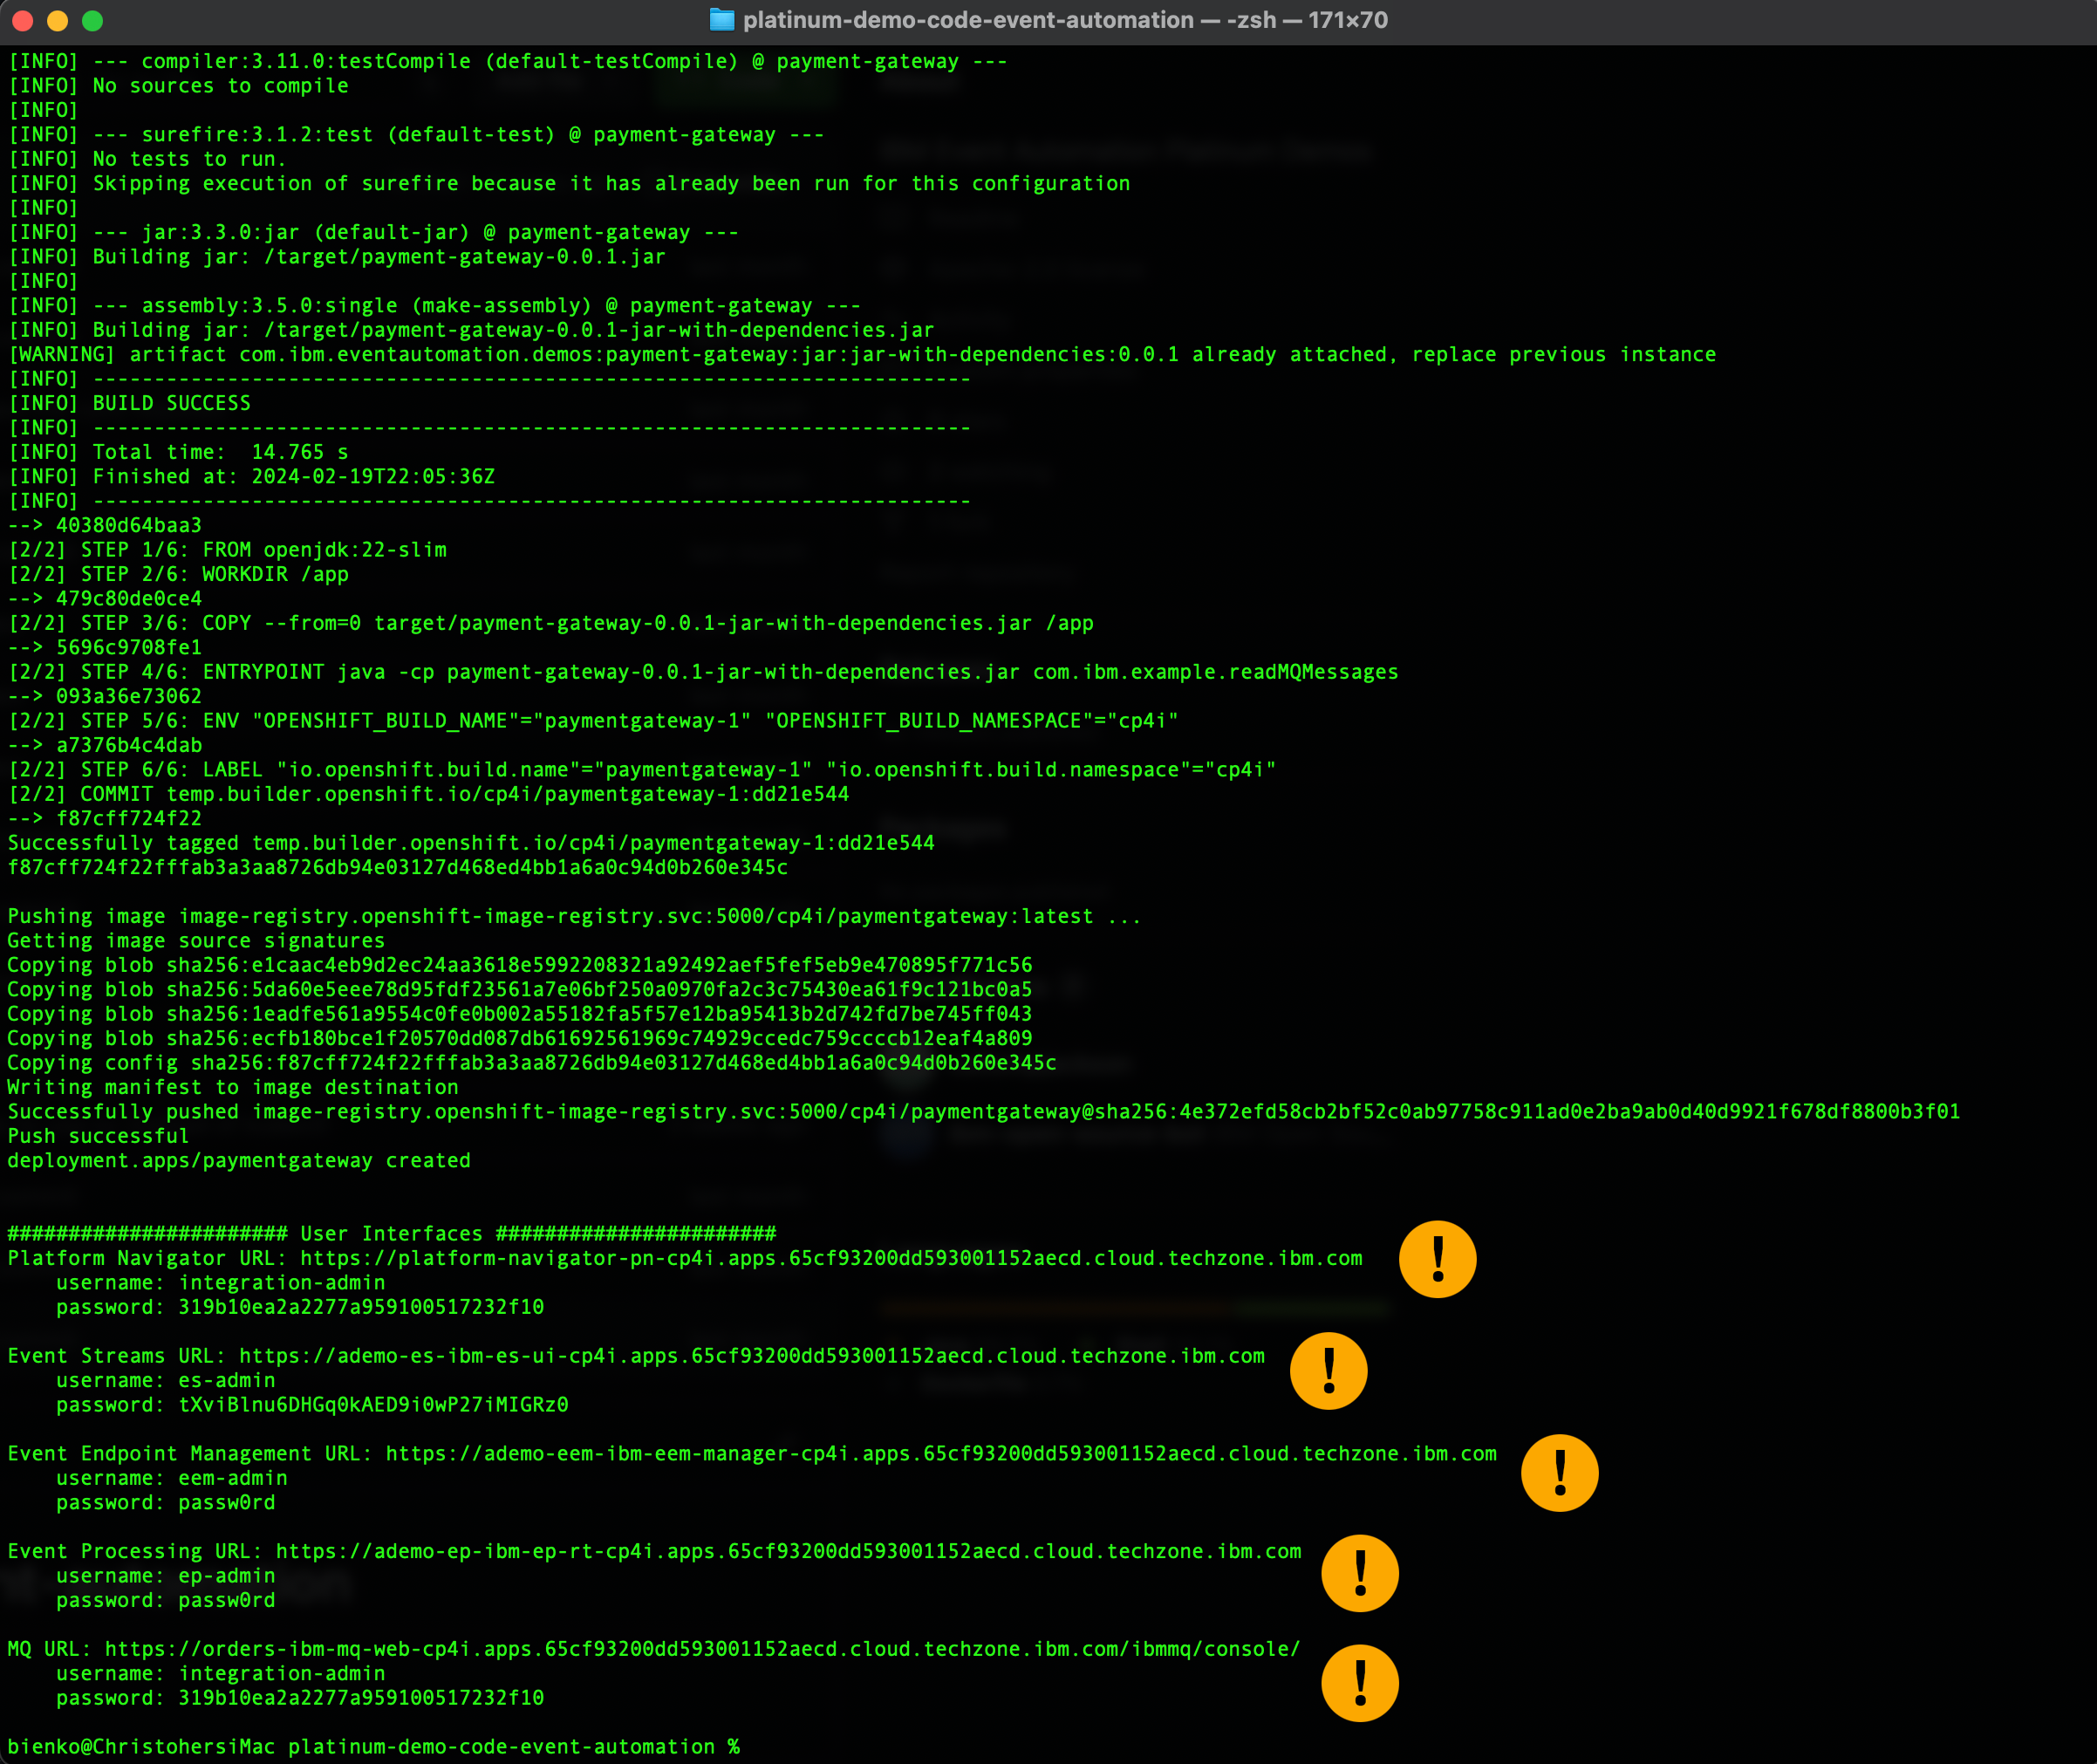 platinum-demo-code-event-automation — -zsh — 171×70
[INFO] --- compiler:3.11.0:testCompile (default-testCompile) @ payment-gateway ---
[INFO] No sources to compile
[INFO]
[INFO] --- surefire:3.1.2:test (default-test) @ payment-gateway ---
[INFO] No tests to run.
[INFO] Skipping execution of surefire because it has already been run for this configuration
[INFO]
[INFO] --- jar:3.3.0:jar (default-jar) @ payment-gateway ---
[INFO] Building jar: /target/payment-gateway-0.0.1.jar
[INFO]
[INFO] --- assembly:3.5.0:single (make-assembly) @ payment-gateway ---
[INFO] Building jar: /target/payment-gateway-0.0.1-jar-with-dependencies.jar
[WARNING] artifact com.ibm.eventautomation.demos:payment-gateway:jar:jar-with-dependencies:0.0.1 already attached, replace previous instance
[INFO] ------------------------------------------------------------------------
[INFO] BUILD SUCCESS
[INFO] ------------------------------------------------------------------------
[INFO] Total time:  14.765 s
[INFO] Finished at: 2024-02-19T22:05:36Z
[INFO] ------------------------------------------------------------------------
--> 40380d64baa3
[2/2] STEP 1/6: FROM openjdk:22-slim
[2/2] STEP 2/6: WORKDIR /app
--> 479c80de0ce4
[2/2] STEP 3/6: COPY --from=0 target/payment-gateway-0.0.1-jar-with-dependencies.jar /app
--> 5696c9708fe1
[2/2] STEP 4/6: ENTRYPOINT java -cp payment-gateway-0.0.1-jar-with-dependencies.jar com.ibm.example.readMQMessages
--> 093a36e73062
[2/2] STEP 5/6: ENV "OPENSHIFT_BUILD_NAME"="paymentgateway-1" "OPENSHIFT_BUILD_NAMESPACE"="cp4i"
--> a7376b4c4dab
[2/2] STEP 6/6: LABEL "io.openshift.build.name"="paymentgateway-1" "io.openshift.build.namespace"="cp4i"
[2/2] COMMIT temp.builder.openshift.io/cp4i/paymentgateway-1:dd21e544
--> f87cff724f22
Successfully tagged temp.builder.openshift.io/cp4i/paymentgateway-1:dd21e544
f87cff724f22fffab3a3aa8726db94e03127d468ed4bb1a6a0c94d0b260e345c
Pushing image image-registry.openshift-image-registry.svc:5000/cp4i/paymentgateway:latest ...
Getting image source signatures
Copying blob sha256:e1caac4eb9d2ec24aa3618e5992208321a92492aef5fef5eb9e470895f771c56
Copying blob sha256:5da60e5eee78d95fdf23561a7e06bf250a0970fa2c3c75430ea61f9c121bc0a5
Copying blob sha256:1eadfe561a9554c0fe0b002a55182fa5f57e12ba95413b2d742fd7be745ff043
Copying blob sha256:ecfb180bce1f20570dd087db61692561969c74929ccedc759ccccb12eaf4a809
Copying config sha256:f87cff724f22fffab3a3aa8726db94e03127d468ed4bb1a6a0c94d0b260e345c
Writing manifest to image destination
Successfully pushed image-registry.openshift-image-registry.svc:5000/cp4i/paymentgateway@sha256:4e372efd58cb2bf52c0ab97758c911ad0e2ba9ab0d40d9921f678df8800b3f01
Push successful
deployment.apps/paymentgateway created
####################### User Interfaces #######################
Platform Navigator URL: https://platform-navigator-pn-cp4i.apps.65cf93200dd593001152aecd.cloud.techzone.ibm.com
    username: integration-admin
    password: 319b10ea2a2277a959100517232f10
Event Streams URL: https://ademo-es-ibm-es-ui-cp4i.apps.65cf93200dd593001152aecd.cloud.techzone.ibm.com
    username: es-admin
    password: tXviBlnu6DHGq0kAED9i0wP27iMIGRz0
Event Endpoint Management URL: https://ademo-eem-ibm-eem-manager-cp4i.apps.65cf93200dd593001152aecd.cloud.techzone.ibm.com
    username: eem-admin
    password: passw0rd
Event Processing URL: https://ademo-ep-ibm-ep-rt-cp4i.apps.65cf93200dd593001152aecd.cloud.techzone.ibm.com
    username: ep-admin
    password: passw0rd
MQ URL: https://orders-ibm-mq-web-cp4i.apps.65cf93200dd593001152aecd.cloud.techzone.ibm.com/ibmmq/console/
    username: integration-admin
    password: 319b10ea2a2277a959100517232f10
bienko@ChristohersiMac platinum-demo-code-event-automation %